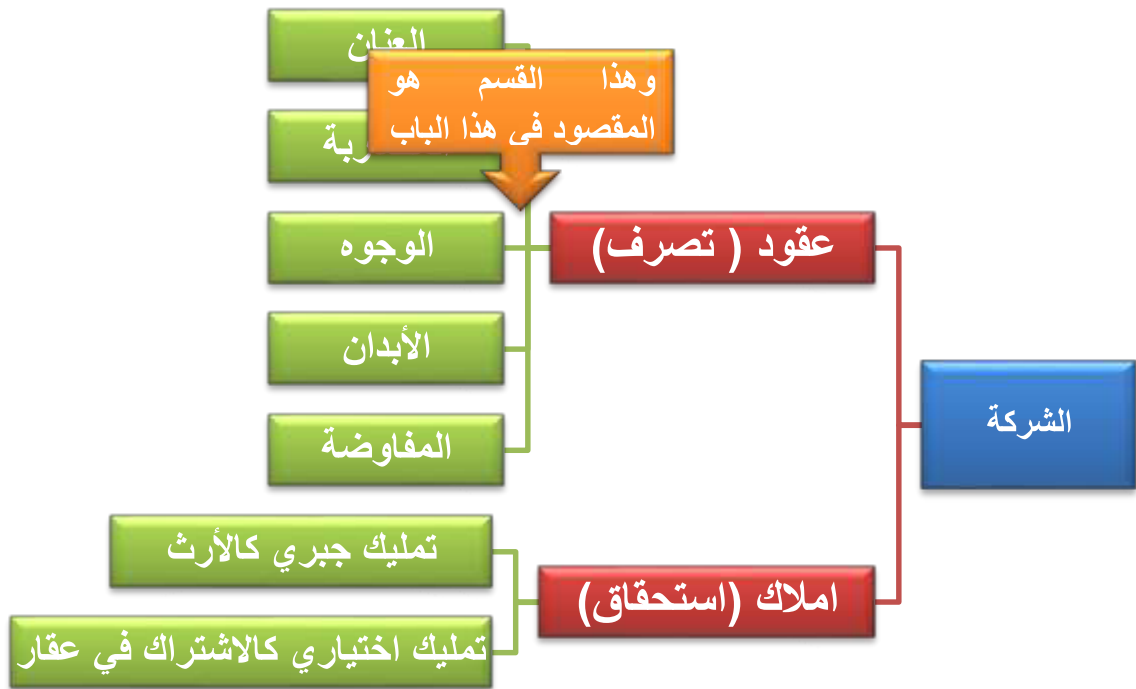 الشركة
عقود ( تصرف)
وهذا القسم هو
المقصود في هذا الباب
العنان
الوجوه
الأبدان
المفاوضة
املاك (استحقاق)
تمليك جبري كالأرث
تمليك اختياري كالاشتراك في عقار